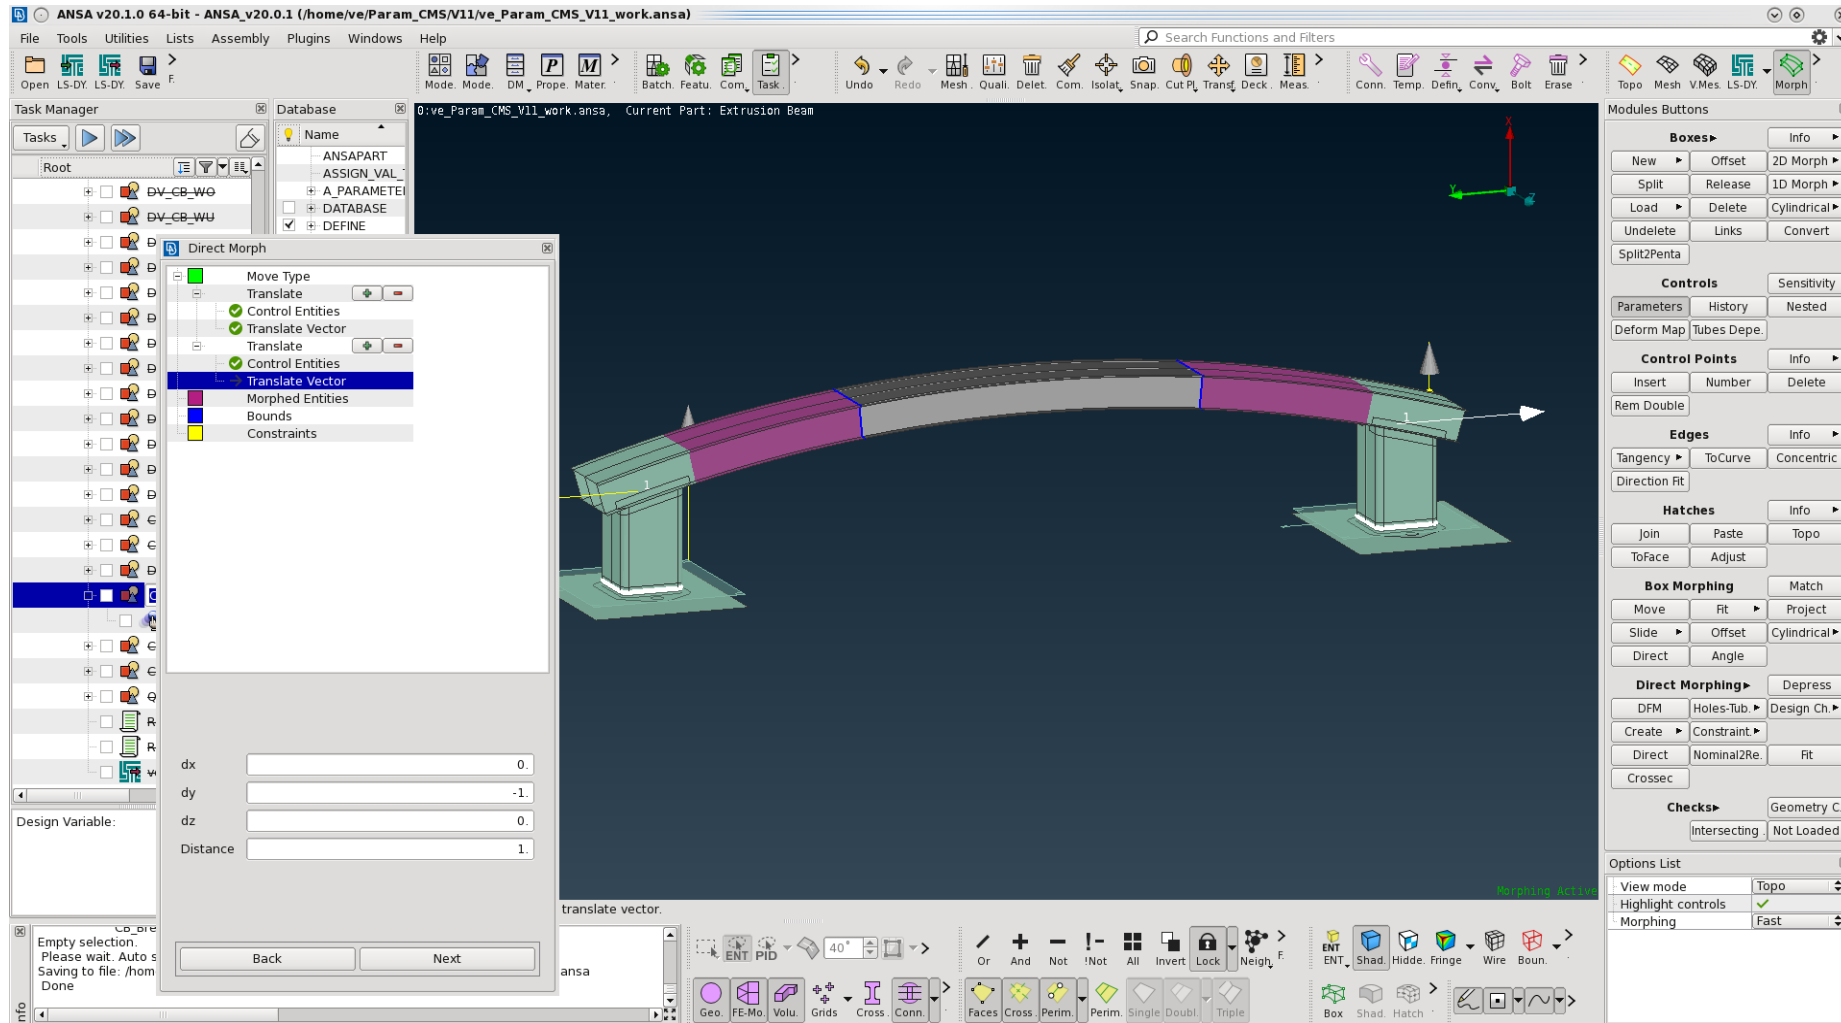 ANSA v20.1.0 64-bit - ANSA_v20.0.1 (/home/ve/Param_CMS/V11/ve_Param_CMS_V11_work.ansa)
File Tools Utilities Lists Assembly Plugins Windows Help
Search Functions and Filters
Open LS-DY. LS-DY. Save F. Mode. Mode. DM Prope. Mater. Batch. Featu. Com. Task. Undo Redo Mesh. Quali. Delet. Com. Isolat. Snap. Cut Pl. Transf. Deck. Meas. Conn. Temp. Defin. Conv. Bolt Erase Topo Mesh V.Mes. LS-DY. Morph
Task Manager
Tasks
Root
DV_CB_WO
DV_CB_WU
Database
Name
ANSAPART
ASSIGN_VAL_
A_PARAMETE
DATABASE
DEFINE
0:ve_Param_CMS_V11_work.ansa, Current Part: Extrusion Beam
X
Y
Z
1
1
Morphing Active
Direct Morph
Move Type
Translate
Control Entities
Translate Vector
Translate
Control Entities
Translate Vector
Morphed Entities
Bounds
Constraints
dx 0.
dy -1.
dz 0.
Distance 1.
Back Next
Design Variable:
translate vector.
CB_Bre
Empty selection.
Please wait. Auto s
Saving to file: /hom
ansa
Done
nfo
ENT PID 40° Or And Not !Not All Invert Lock Neigh. F. ENT Shad. Hidde. Fringe Wire Boun.
Geo. FE-Mo. Volu. Grids Cross. Conn. Faces Cross. Perim. Perim. Single Doubl. Triple Box Shad. Hatch
Modules Buttons
Boxes Info
New Offset 2D Morph
Split Release 1D Morph
Load Delete Cylindrical
Undelete Links Convert
Split2Penta
Controls Sensitivity
Parameters History Nested
Deform Map Tubes Depe.
Control Points Info
Insert Number Delete
Rem Double
Edges Info
Tangency ToCurve Concentric
Direction Fit
Hatches Info
Join Paste Topo
ToFace Adjust
Box Morphing Match
Move Fit Project
Slide Offset Cylindrical
Direct Angle
Direct Morphing Depress
DFM Holes-Tub. Design Ch.
Create Constraint.
Direct Nominal2Re. Fit
Crossec
Checks Geometry C.
Intersecting. Not Loaded
Options List
View mode Topo
Highlight controls
Morphing Fast